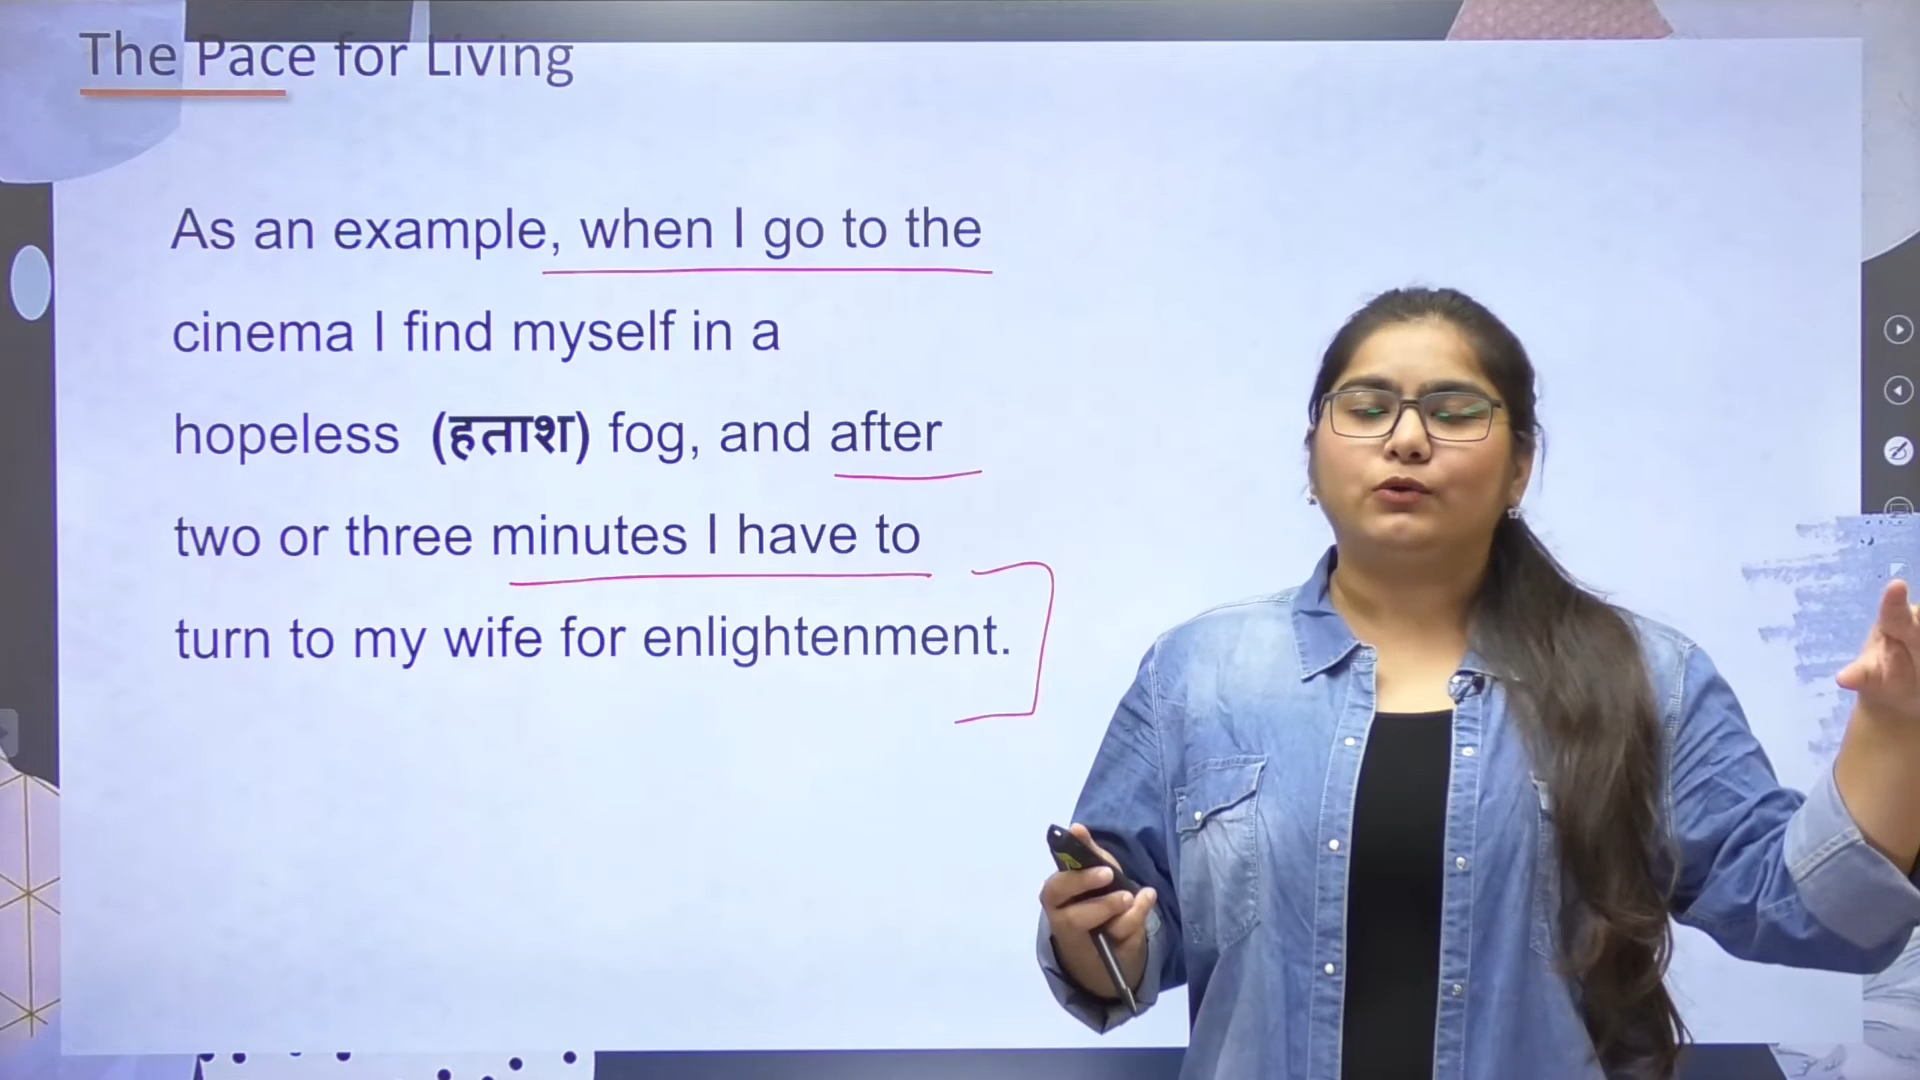 The Pace for Living
As an example, when I go to the
cinema I find myself in a
hopeless (हताश) fog, and after
two or three minutes I have to
turn to my wife for enlightenment.